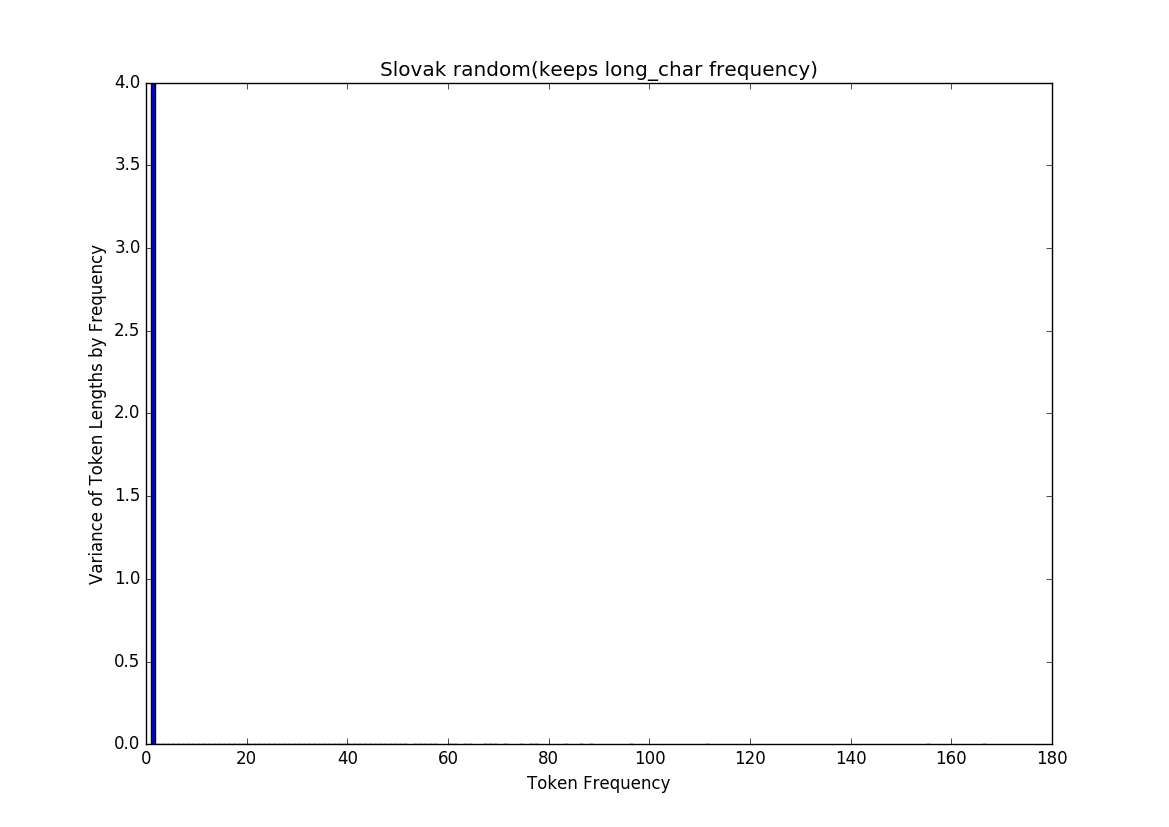 Slovak random(keeps long_char frequency)
4.0
3.5
3.0
2.5
2.0
1.5
1.0
0.5
0.0
Variance of Token Lengths by Frequency
0 20 40 60 80 100 120 140 160 180
Token Frequency